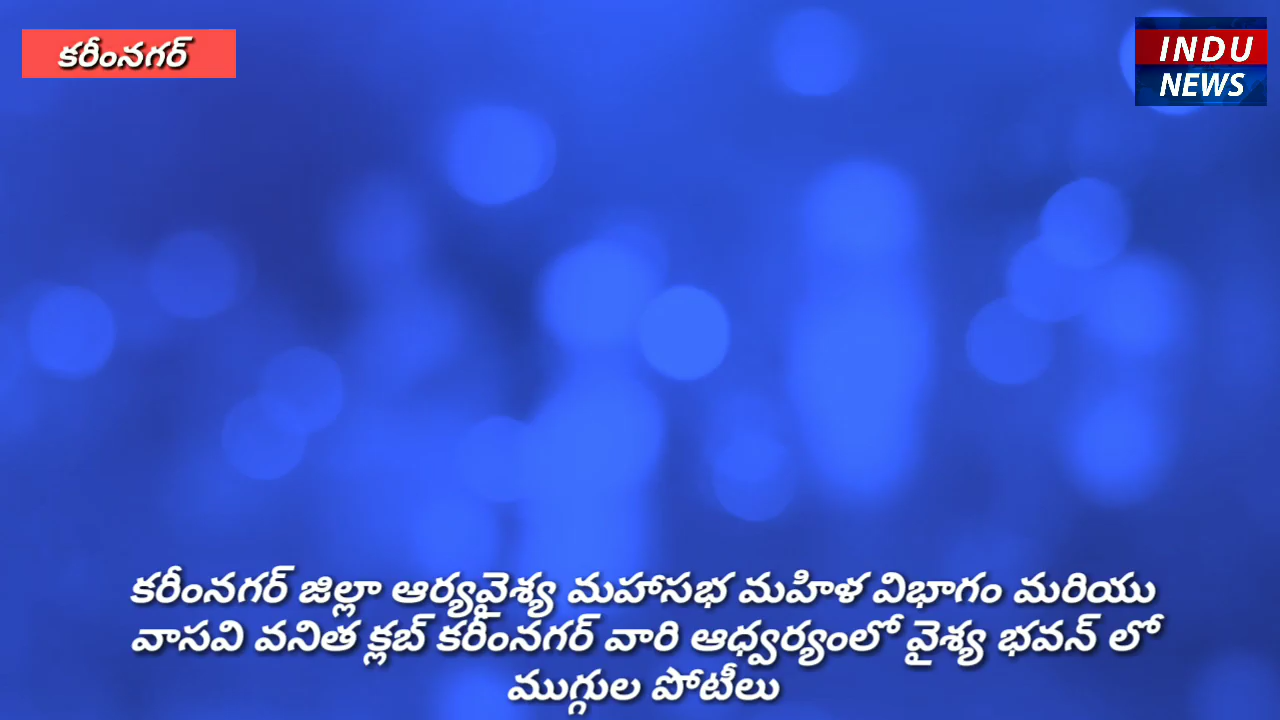 కరీంనగర్
INDU
NEWS
కరీంనగర్ జిల్లా ఆర్యవైశ్య మహాసభ మహిళ విభాగం మరియు
వాసవి వనిత క్లబ్ కరీంనగర్ వారి ఆధ్వర్యంలో వైశ్య భవన్ లో
ముగ్గుల పోటీలు